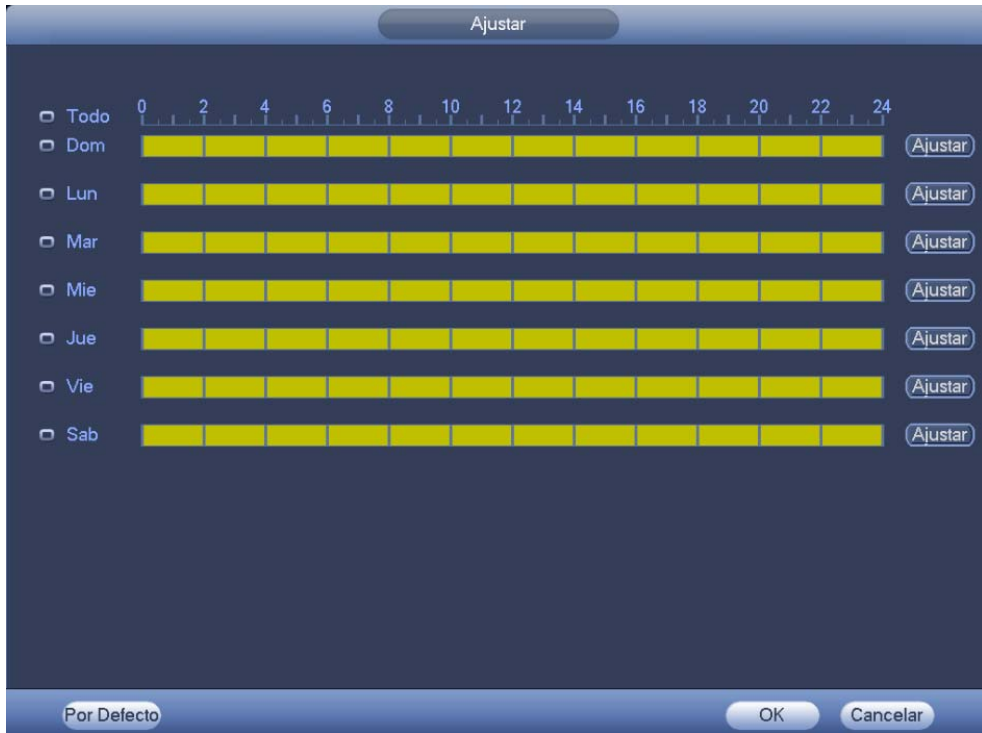 Ajustar
Todo 0 2 4 6 8 10 12 14 16 18 20 22 24
Dom Ajustar
Lun Ajustar
Mar Ajustar
Mie Ajustar
Jue Ajustar
Vie Ajustar
Sab Ajustar
Por Defecto OK Cancelar